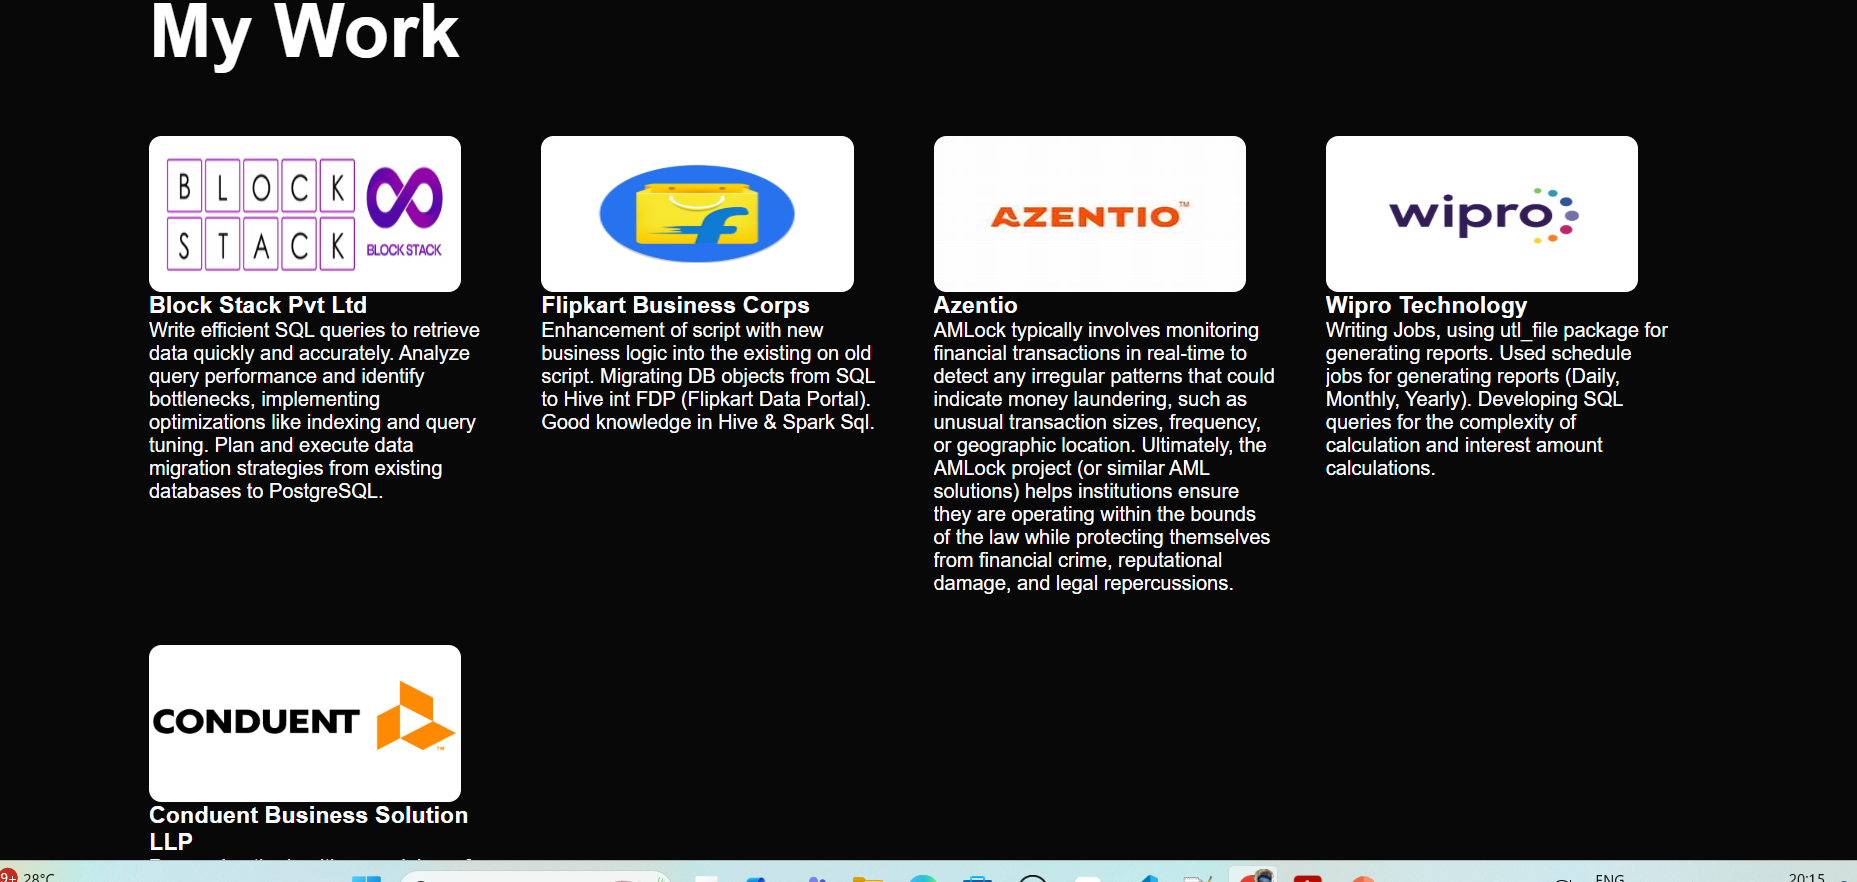 My Work
BLOCK
STACK
BLOCK STACK
Block Stack Pvt Ltd
Write efficient SQL queries to retrieve
data quickly and accurately. Analyze
query performance and identify
bottlenecks, implementing
optimizations like indexing and query
tuning. Plan and execute data
migration strategies from existing
databases to PostgreSQL.
Flipkart Business Corps
Enhancement of script with new
business logic into the existing on old
script. Migrating DB objects from SQL
to Hive int FDP (Flipkart Data Portal).
Good knowledge in Hive & Spark Sql.
AZENTIO™
Azentio
AMLock typically involves monitoring
financial transactions in real-time to
detect any irregular patterns that could
indicate money laundering, such as
unusual transaction sizes, frequency,
or geographic location. Ultimately, the
AMLock project (or similar AML
solutions) helps institutions ensure
they are operating within the bounds
of the law while protecting themselves
from financial crime, reputational
damage, and legal repercussions.
wipro
Wipro Technology
Writing Jobs, using utl_file package for
generating reports. Used schedule
jobs for generating reports (Daily,
Monthly, Yearly). Developing SQL
queries for the complexity of
calculation and interest amount
calculations.
CONDUENT™
Conduent Business Solution
LLP
9+ 28°C
ENG
20:15